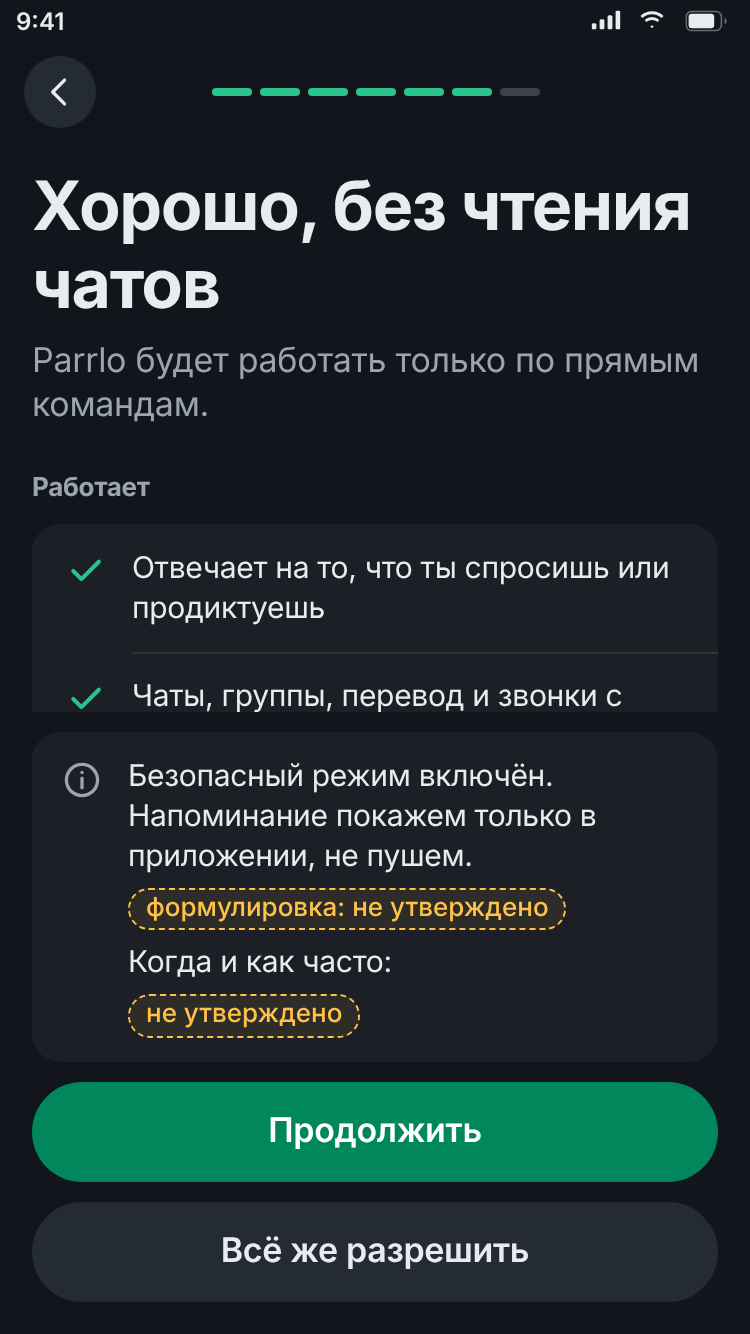 9:41
Хорошо, без чтения
чатов
Parrlo будет работать только по прямым
командам.
Работает
Отвечает на то, что ты спросишь или
продиктуешь
Чаты, группы, перевод и звонки с
Безопасный режим включён.
Напоминание покажем только в
приложении, не пушем.
формулировка: не утверждено
Когда и как часто:
не утверждено
Продолжить
Всё же разрешить